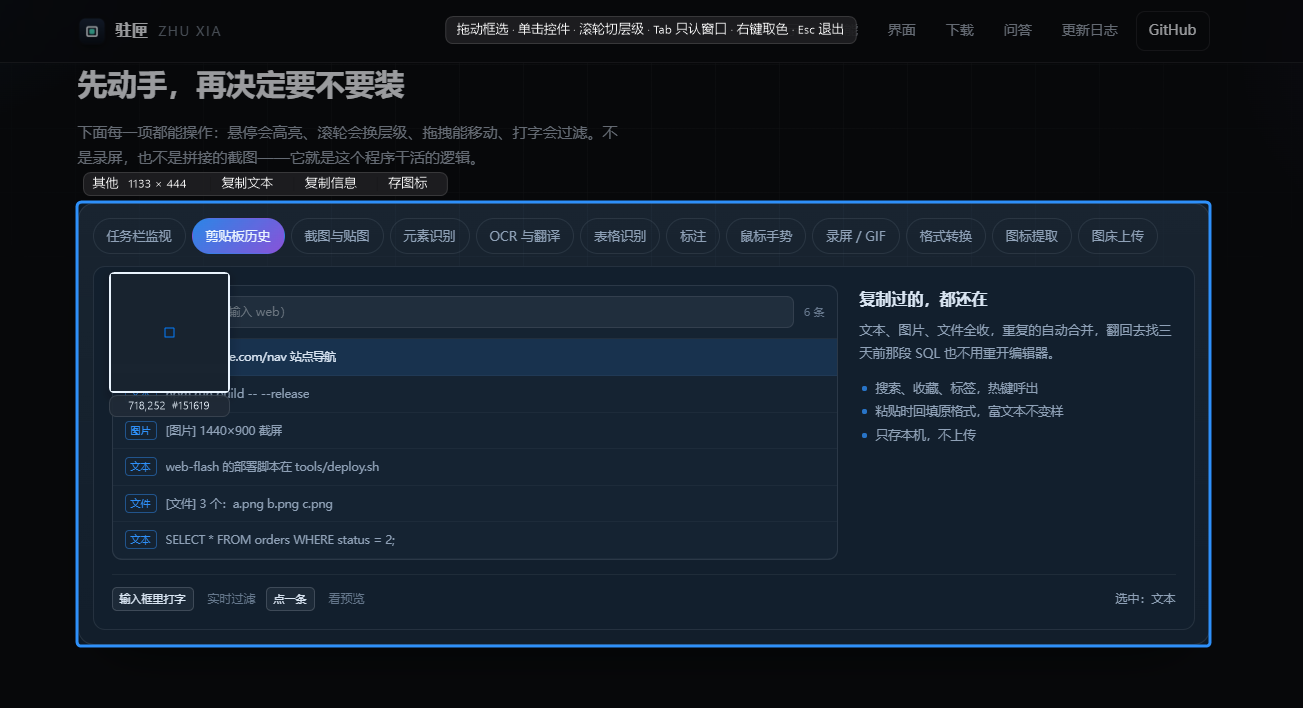 驻匣 ZHU XIA
拖动框选 · 单击控件 · 滚轮切层级 · Tab 只认窗口 · 右键取色 · Esc 退出
界面 下载 问答 更新日志 GitHub
先动手，再决定要不要装
下面每一项都能操作：悬停会高亮、滚轮会换层级、拖拽能移动、打字会过滤。不
是录屏，也不是拼接的截图——它就是这个程序干活的逻辑。
其他 1133 × 444 复制文本 复制信息 存图标
任务栏监视 剪贴板历史 截图与贴图 元素识别 OCR 与翻译 表格识别 标注 鼠标手势 录屏 / GIF 格式转换 图标提取 图床上传
输入 web) 6 条
e.com/nav 站点导航
build -- --release
718,252 #151619
图片 [图片] 1440×900 截屏
文本 web-flash 的部署脚本在 tools/deploy.sh
文件 [文件] 3 个：a.png b.png c.png
文本 SELECT * FROM orders WHERE status = 2;
复制过的，都还在
文本、图片、文件全收，重复的自动合并，翻回去找三
天前那段 SQL 也不用重开编辑器。
搜索、收藏、标签，热键呼出
粘贴时回填原格式，富文本不变样
只存本机，不上传
输入框里打字 实时过滤 点一条 看预览 选中：文本